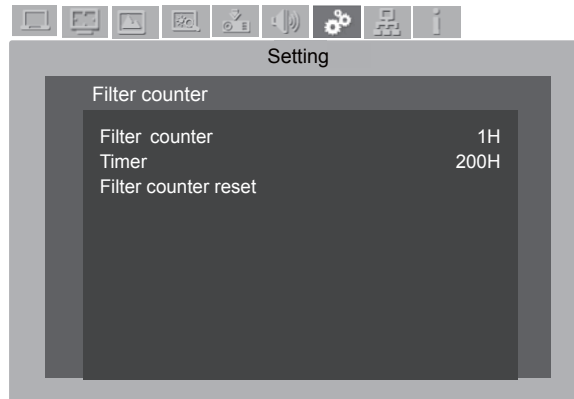 Setting
Filter counter
Filter counter 1H
Timer 200H
Filter counter reset